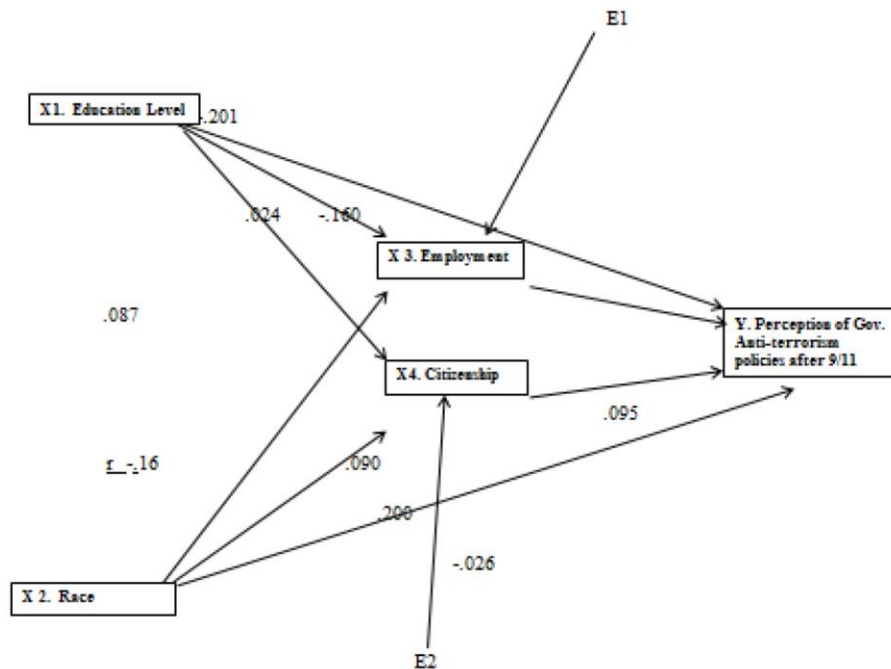 E1
X1. Education Level
-.201
.024
-.160
X 3. Employment
.087
Y. Perception of Gov.
Anti-terrorism
policies after 9/11
X4. Citizenship
.095
r -.16
.090
.200
-.026
X 2. Race
E2